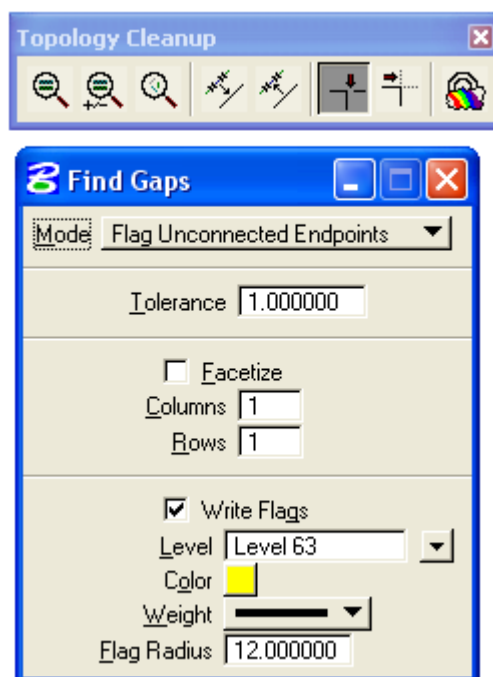 Topology Cleanup
Find Gaps
Mode Flag Unconnected Endpoints
Tolerance 1.000000
Facetize
Columns 1
Rows 1
Write Flags
Level Level 63
Color
Weight
Flag Radius 12.000000